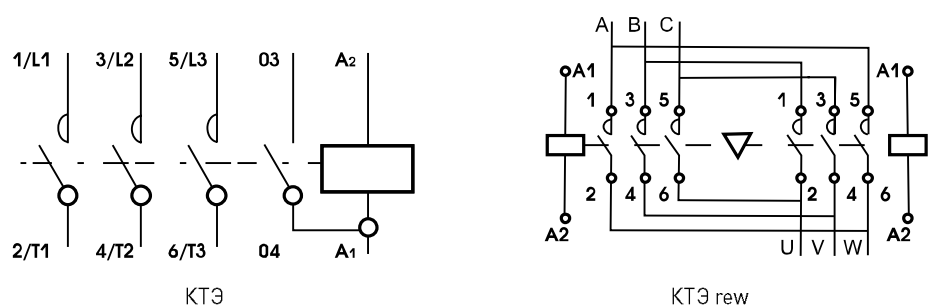 1/L1 3/L2 5/L3 03 A2
2/T1 4/T2 6/T3 04 A1
КТЭ
A B C
A1 A1
1 3 5 1 3 5
2 4 6 2 4 6
A2 U V W A2
КТЭ rew